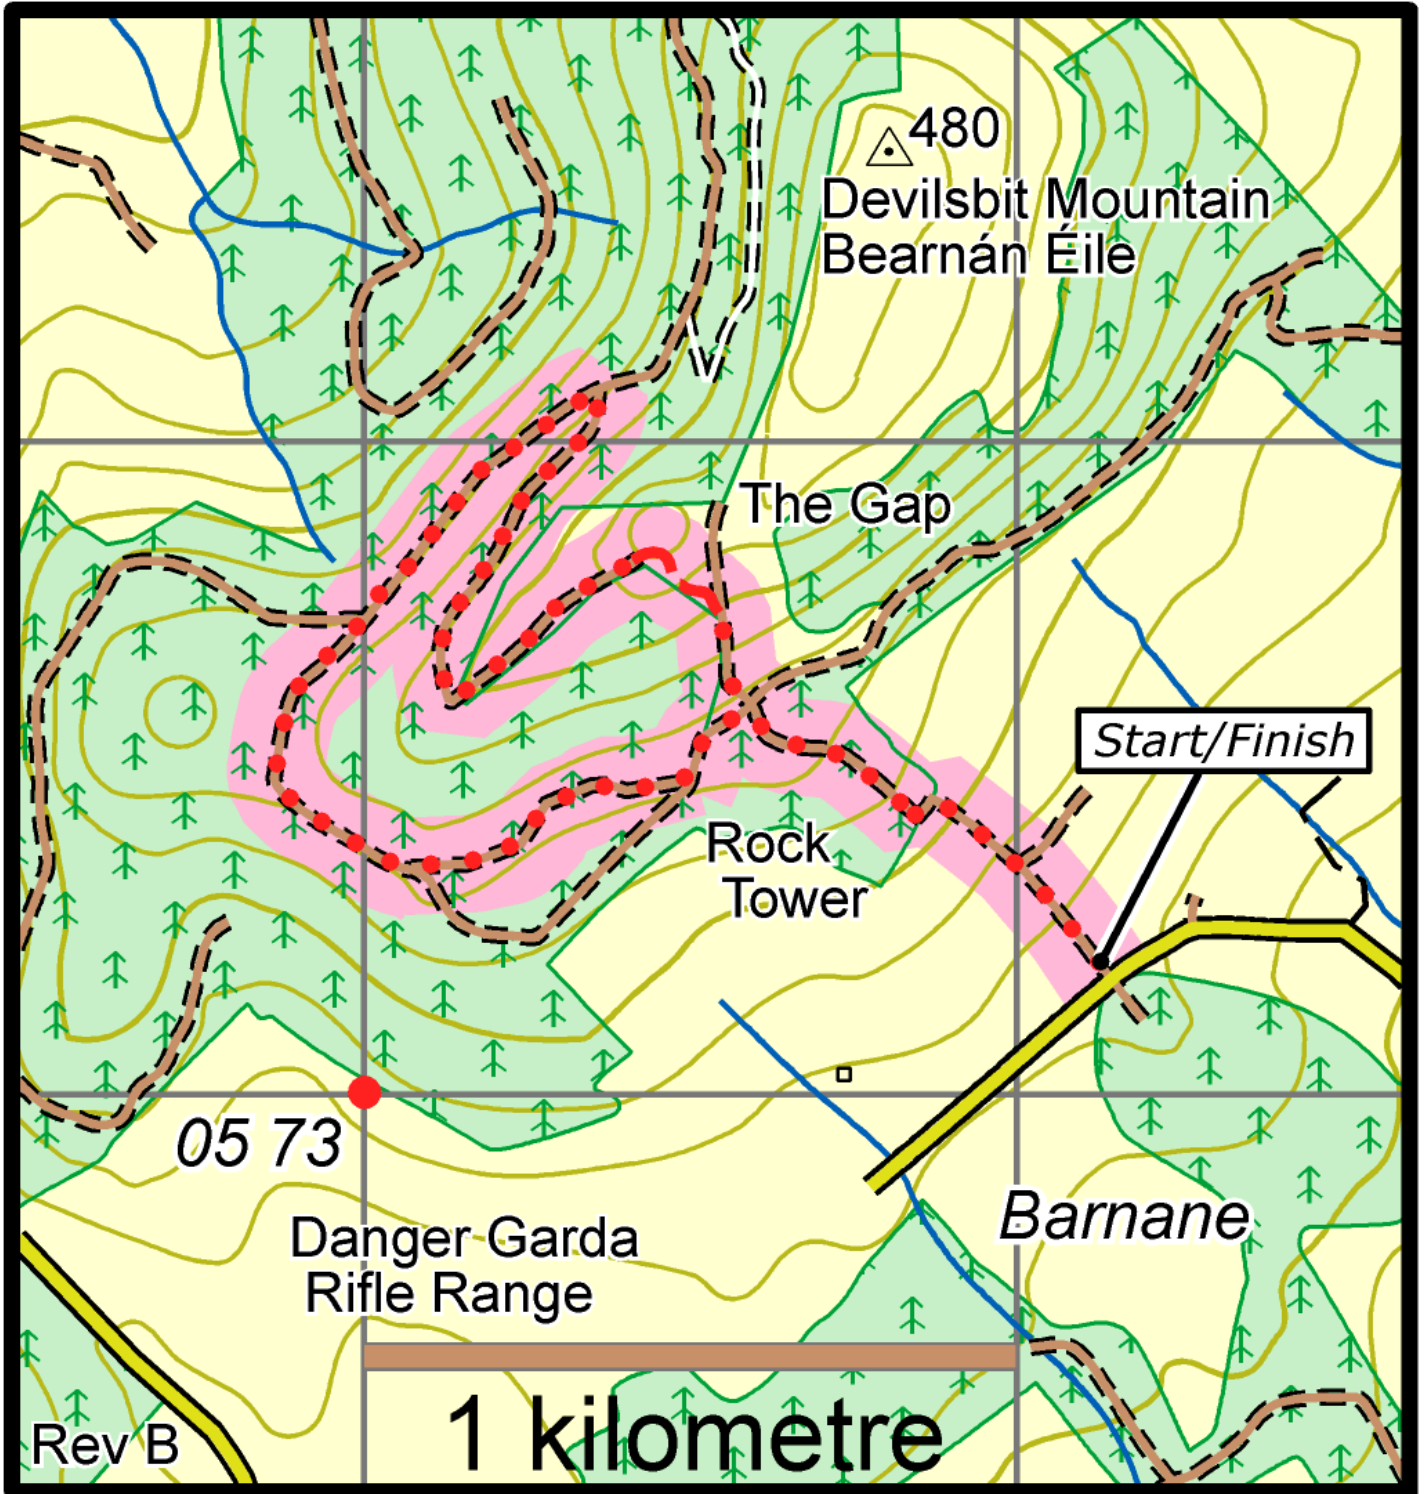 480
Devilsbit Mountain
Bearnán Éile
The Gap
Start/Finish
Rock
Tower
05 73
Barnane
Danger Garda
Rifle Range
1 kilometre
Rev B